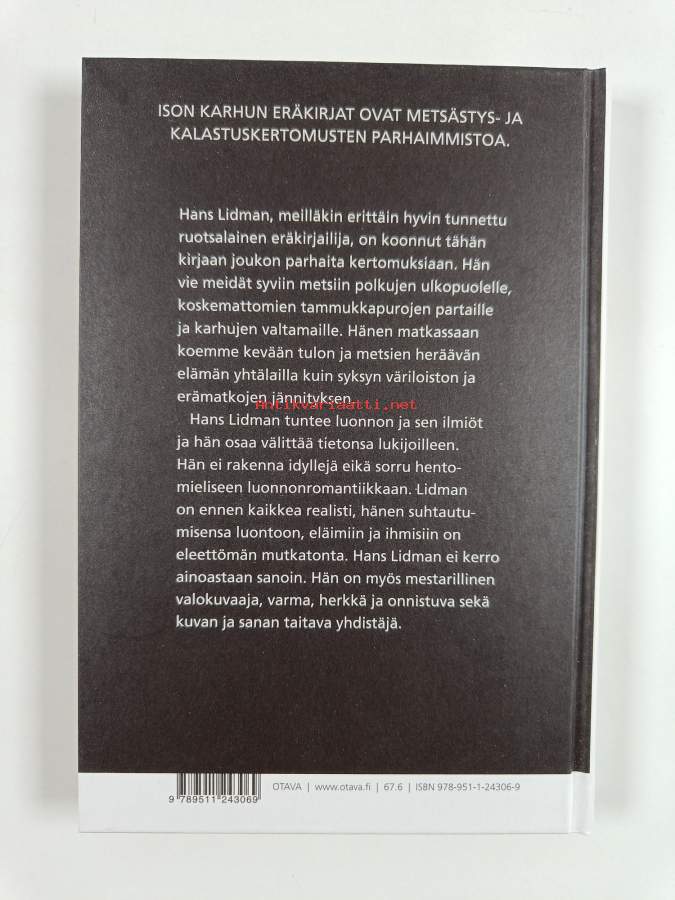 ISON KARHUN ERÄKIRJAT OVAT METSÄSTYS- JA
KALASTUSKERTOMUSTEN PARHAIMMISTOA.
Hans Lidman, meilläkin erittäin hyvin tunnettu
ruotsalainen eräkirjailija, on koonnut tähän
kirjaan joukon parhaita kertomuksiaan. Hän
vie meidät syviin metsiin polkujen ulkopuolelle,
koskemattomien tammukkapurojen partaille
ja karhujen valtamaille. Hänen matkassaan
koemme kevään tulon ja metsien heräävän
elämän yhtälailla kuin syksyn väriloiston ja
erämatkojen jännityksen.
Antikvariaatti.net
Hans Lidman tuntee luonnon ja sen ilmiöt
ja hän osaa välittää tietonsa lukijoilleen.
Hän ei rakenna idyllejä eikä sorru hento-
mieliseen luonnonromantiikkaan. Lidman
on ennen kaikkea realisti, hänen suhtautu-
misensa luontoon, eläimiin ja ihmisiin on
eleettömän mutkatonta. Hans Lidman ei kerro
ainoastaan sanoin. Hän on myös mestarillinen
valokuvaaja, varma, herkkä ja onnistuva sekä
kuvan ja sanan taitava yhdistäjä.
OTAVA | www.otava.fi | 67.6 | ISBN 978-951-1-24306-9
9 789511 243069